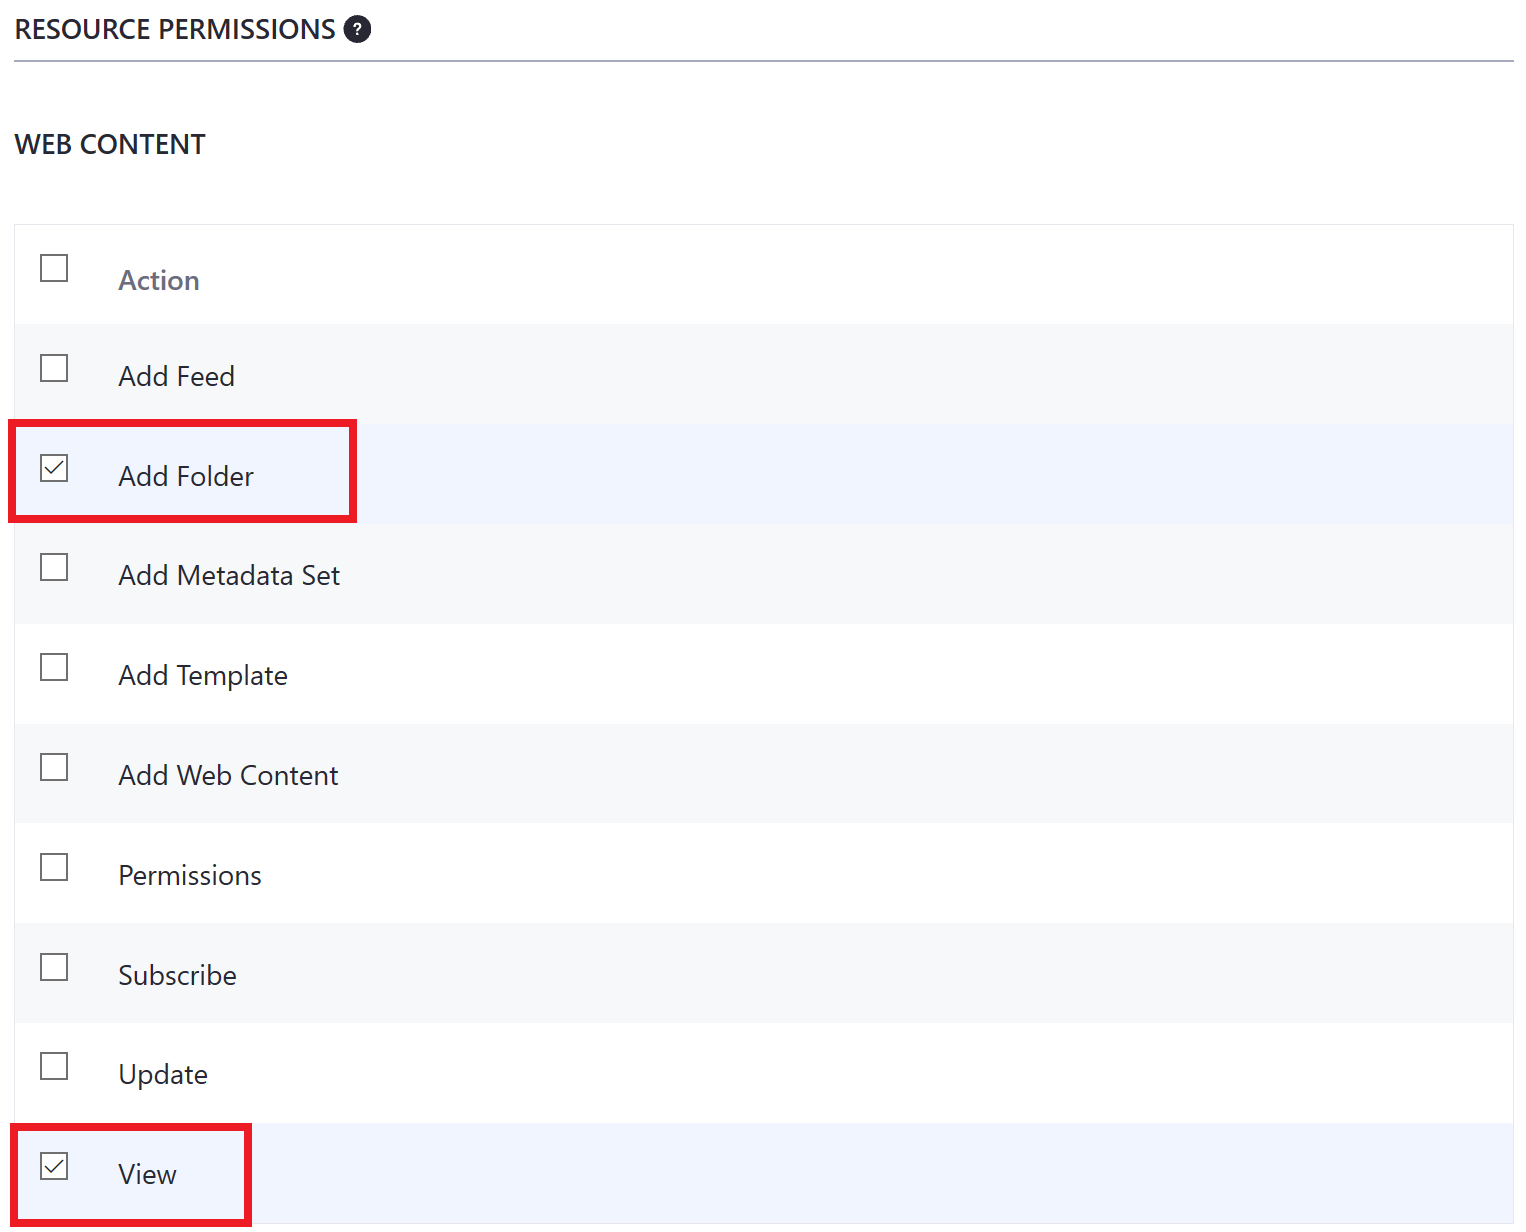 RESOURCE PERMISSIONS ?
WEB CONTENT
Action
Add Feed
Add Folder
Add Metadata Set
Add Template
Add Web Content
Permissions
Subscribe
Update
View